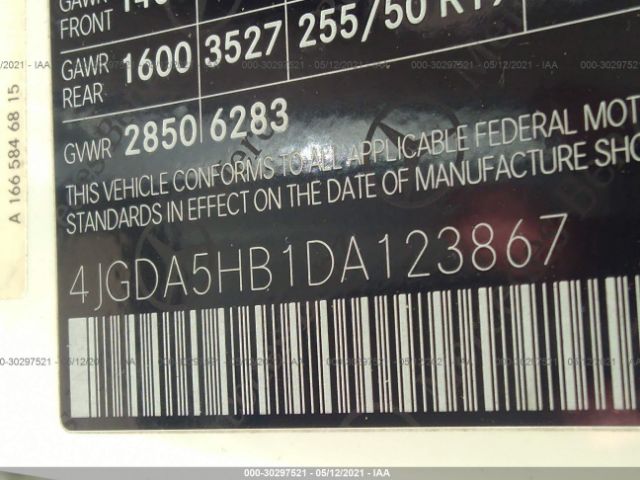 GAWR FRONT
GAWR REAR 1600 3527 255/50
GVWR 2850 6283
THIS VEHICLE CONFORMS TO ALL APPLICABLE FEDERAL MOT
STANDARDS IN EFFECT ON THE DATE OF MANUFACTURE SHO
4JGDA5HB1DA123867
A 166 584 68 15
000-30297521 - 05/12/2021 - IAA